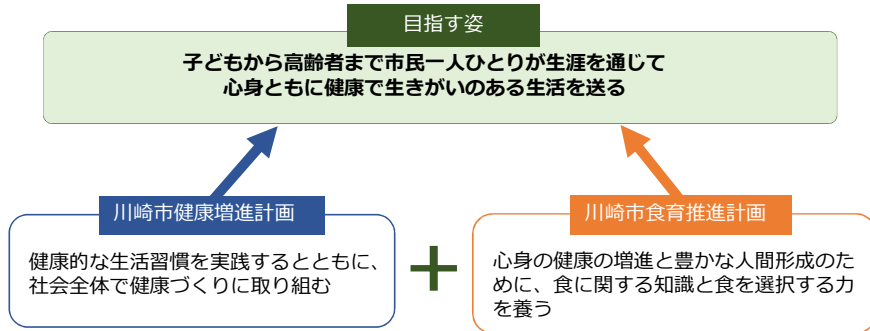 目指す姿
子どもから高齢者まで市民一人ひとりが生涯を通じて
心身ともに健康で生きがいのある生活を送る
川崎市健康増進計画
健康的な生活習慣を実践するとともに、
社会全体で健康づくりに取り組む
川崎市食育推進計画
心身の健康の増進と豊かな人間形成のた
めに、食に関する知識と食を選択する力
を養う